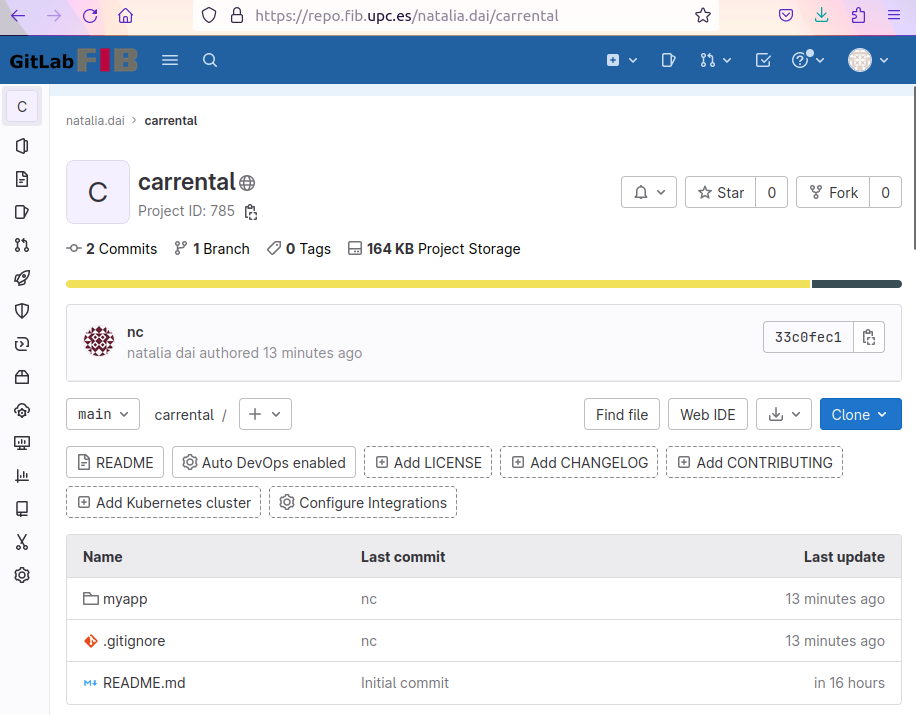 https://repo.fib.upc.es/natalia.dai/carrental
GitLab FIB
C
natalia.dai > carrental
C
carrental
Project ID: 785
Star 0
Fork 0
2 Commits 1 Branch 0 Tags 164 KB Project Storage
nc
natalia dai authored 13 minutes ago
33c0fec1
main carrental / + Find file Web IDE Clone
README Auto DevOps enabled Add LICENSE Add CHANGELOG Add CONTRIBUTING
Add Kubernetes cluster Configure Integrations
Name Last commit Last update
myapp nc 13 minutes ago
.gitignore nc 13 minutes ago
README.md Initial commit in 16 hours